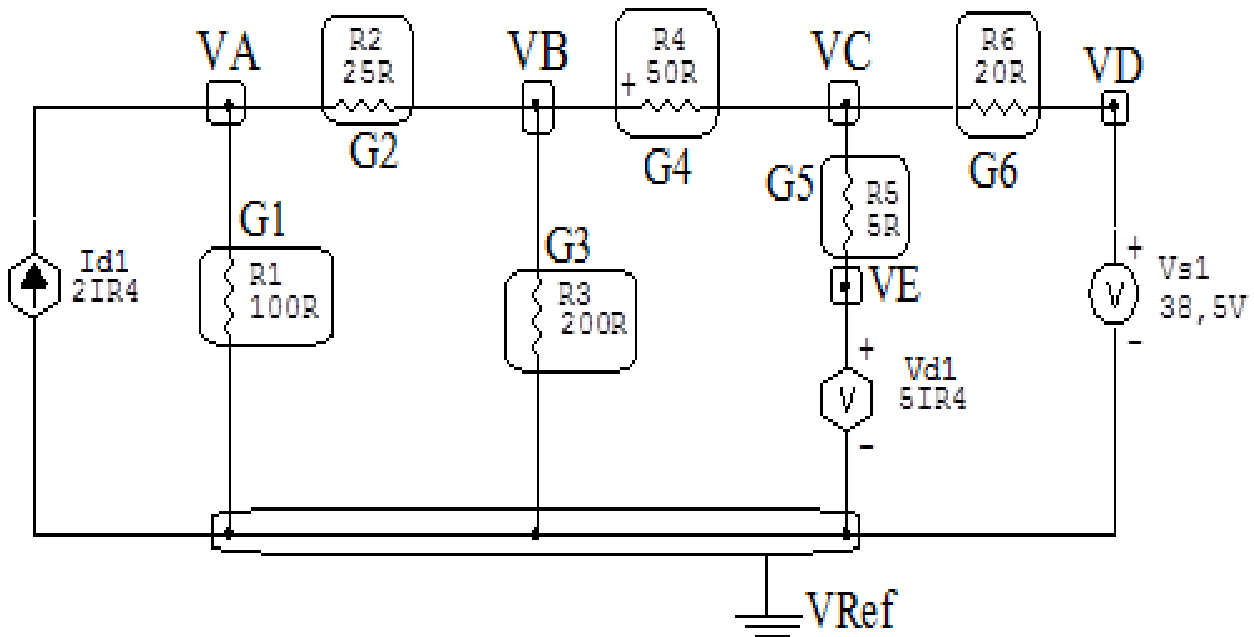 VA
R2
25R
G2
VB
R4
50R
+
G4
VC
R6
20R
G6
VD
G1
R1
100R
G3
R3
200R
G5
R5
5R
VE
Id1
2IR4
+
Vd1
5IR4
-
+
V
Vs1
38,5V
-
V
VRef